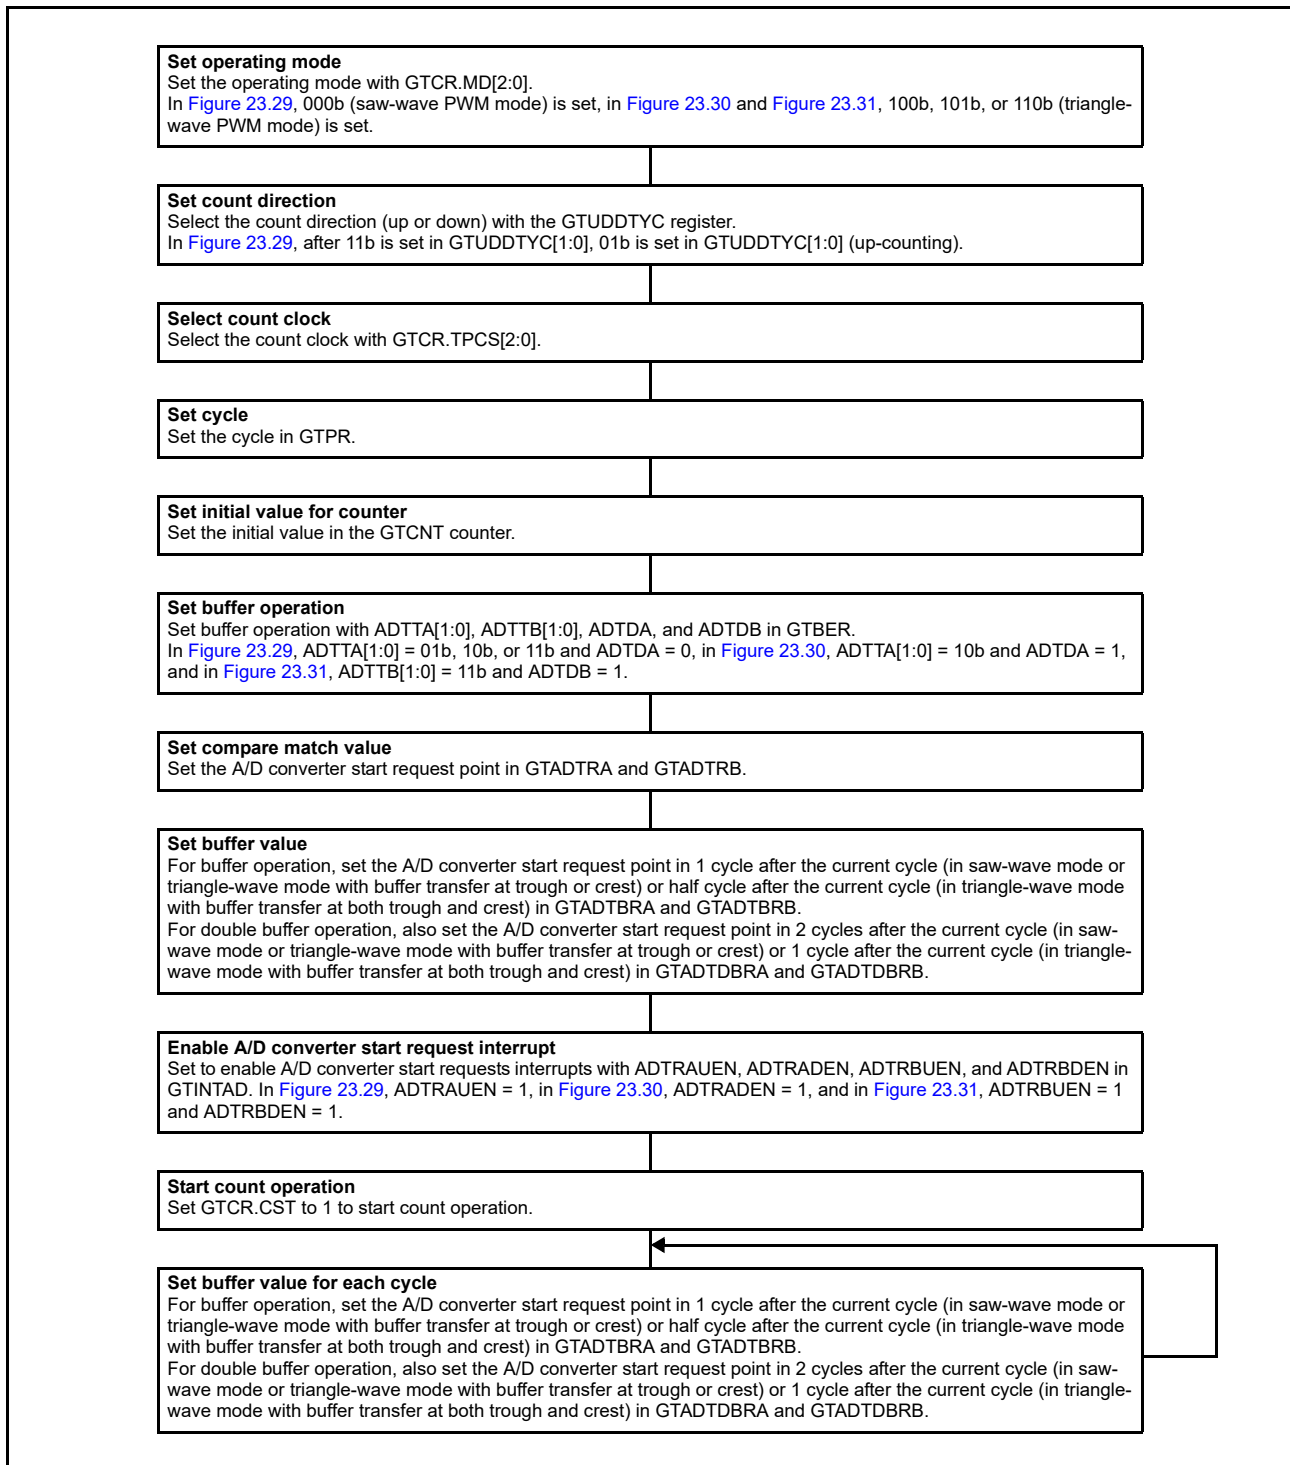 Set operating mode
Set the operating mode with GTCR.MD[2:0].
In Figure 23.29, 000b (saw-wave PWM mode) is set, in Figure 23.30 and Figure 23.31, 100b, 101b, or 110b (triangle-
wave PWM mode) is set.
Set count direction
Select the count direction (up or down) with the GTUDDTYC register.
In Figure 23.29, after 11b is set in GTUDDTYC[1:0], 01b is set in GTUDDTYC[1:0] (up-counting).
Select count clock
Select the count clock with GTCR.TPCS[2:0].
Set cycle
Set the cycle in GTPR.
Set initial value for counter
Set the initial value in the GTCNT counter.
Set buffer operation
Set buffer operation with ADTTA[1:0], ADTTB[1:0], ADTDA, and ADTDB in GTBER.
In Figure 23.29, ADTTA[1:0] = 01b, 10b, or 11b and ADTDA = 0, in Figure 23.30, ADTTA[1:0] = 10b and ADTDA = 1,
and in Figure 23.31, ADTTB[1:0] = 11b and ADTDB = 1.
Set compare match value
Set the A/D converter start request point in GTADTRA and GTADTRB.
Set buffer value
For buffer operation, set the A/D converter start request point in 1 cycle after the current cycle (in saw-wave mode or
triangle-wave mode with buffer transfer at trough or crest) or half cycle after the current cycle (in triangle-wave mode
with buffer transfer at both trough and crest) in GTADTBRA and GTADTBRB.
For double buffer operation, also set the A/D converter start request point in 2 cycles after the current cycle (in saw-
wave mode or triangle-wave mode with buffer transfer at trough or crest) or 1 cycle after the current cycle (in triangle-
wave mode with buffer transfer at both trough and crest) in GTADTDBRA and GTADTDBRB.
Enable A/D converter start request interrupt
Set to enable A/D converter start requests interrupts with ADTRAUEN, ADTRADEN, ADTRBUEN, and ADTRBDEN in
GTINTAD. In Figure 23.29, ADTRAUEN = 1, in Figure 23.30, ADTRADEN = 1, and in Figure 23.31, ADTRBUEN = 1
and ADTRBDEN = 1.
Start count operation
Set GTCR.CST to 1 to start count operation.
Set buffer value for each cycle
For buffer operation, set the A/D converter start request point in 1 cycle after the current cycle (in saw-wave mode or
triangle-wave mode with buffer transfer at trough or crest) or half cycle after the current cycle (in triangle-wave mode
with buffer transfer at both trough and crest) in GTADTBRA and GTADTBRB.
For double buffer operation, also set the A/D converter start request point in 2 cycles after the current cycle (in saw-
wave mode or triangle-wave mode with buffer transfer at trough or crest) or 1 cycle after the current cycle (in triangle-
wave mode with buffer transfer at both trough and crest) in GTADTDBRA and GTADTDBRB.